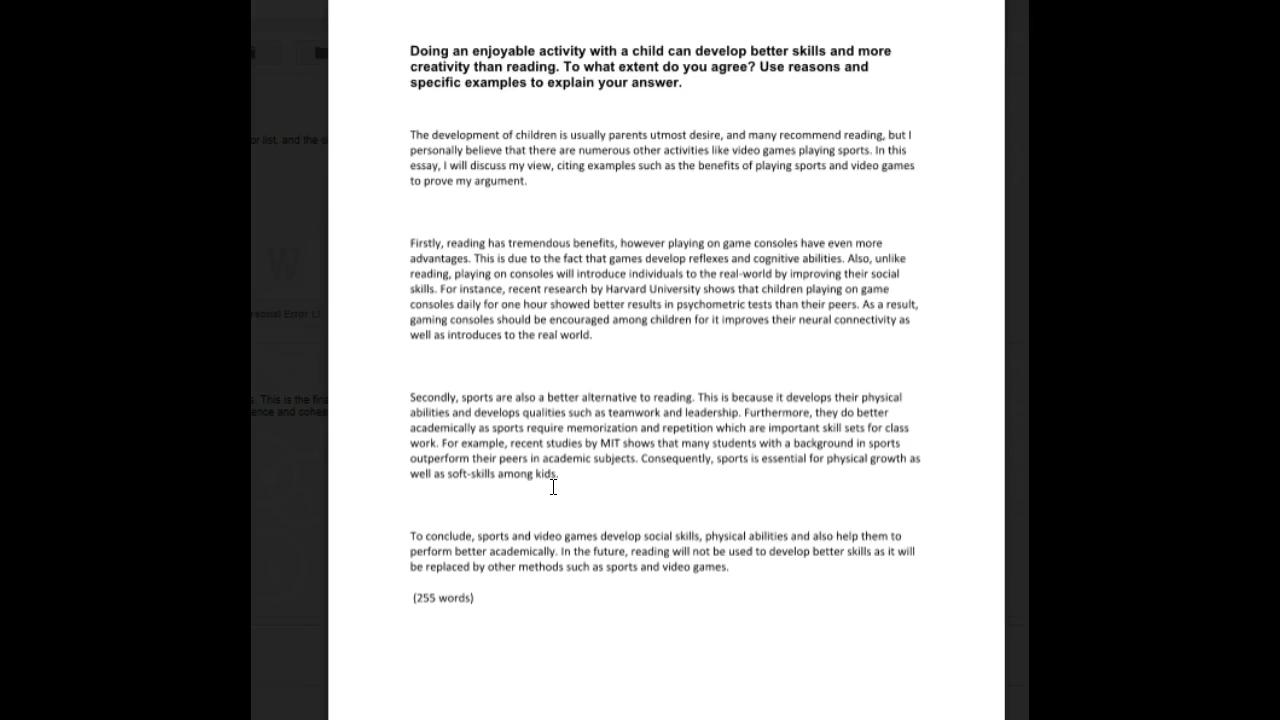 Doing an enjoyable activity with a child can develop better skills and more
creativity than reading. To what extent do you agree? Use reasons and
specific examples to explain your answer.
The development of children is usually parents utmost desire, and many recommend reading, but I
personally believe that there are numerous other activities like video games playing sports. In this
essay, I will discuss my view, citing examples such as the benefits of playing sports and video games
to prove my argument.
Firstly, reading has tremendous benefits, however playing on game consoles have even more
advantages. This is due to the fact that games develop reflexes and cognitive abilities. Also, unlike
reading, playing on consoles will introduce individuals to the real-world by improving their social
skills. For instance, recent research by Harvard University shows that children playing on game
consoles daily for one hour showed better results in psychometric tests than their peers. As a result,
gaming consoles should be encouraged among children for it improves their neural connectivity as
well as introduces to the real world.
Secondly, sports are also a better alternative to reading. This is because it develops their physical
abilities and develops qualities such as teamwork and leadership. Furthermore, they do better
academically as sports require memorization and repetition which are important skill sets for class
work. For example, recent studies by MIT shows that many students with a background in sports
outperform their peers in academic subjects. Consequently, sports is essential for physical growth as
well as soft-skills among kids.
To conclude, sports and video games develop social skills, physical abilities and also help them to
perform better academically. In the future, reading will not be used to develop better skills as it will
be replaced by other methods such as sports and video games.
(255 words)
or list, and the
W
sonal Error Li
s. This is the fina
ence and cohes